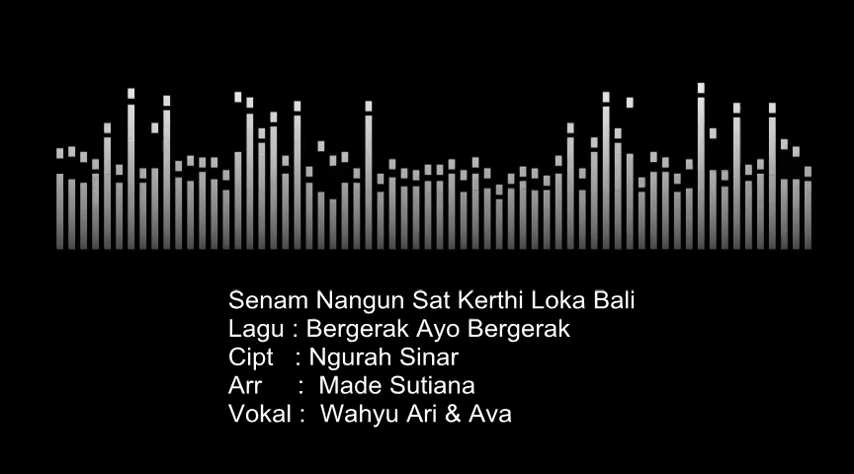 Senam Nangun Sat Kerthi Loka Bali
Lagu : Bergerak Ayo Bergerak
Cipt : Ngurah Sinar
Arr : Made Sutiana
Vokal : Wahyu Ari & Ava